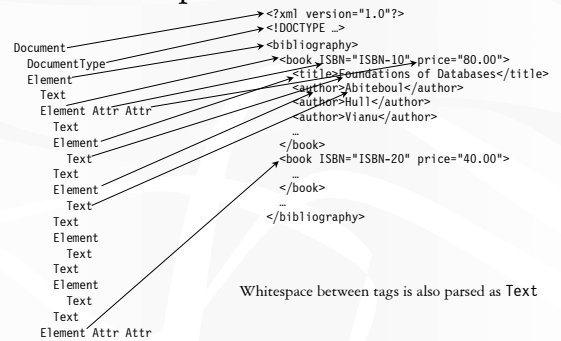 Document
DocumentType
Element
Text
Element Attr Attr
Text
Element
Text
Text
Element
Text
Text
Element
Text
Text
Element
Text
Text
Element Attr Attr
<?xml version="1.0"?>
<!DOCTYPE …>
<bibliography>
<book ISBN="ISBN-10" price="80.00">
<title>Foundations of Databases</title>
<author>Abiteboul</author>
<author>Hull</author>
<author>Vianu</author>
…
</book>
<book ISBN="ISBN-20" price="40.00">
…
</book>
…
</bibliography>
Whitespace between tags is also parsed as Text